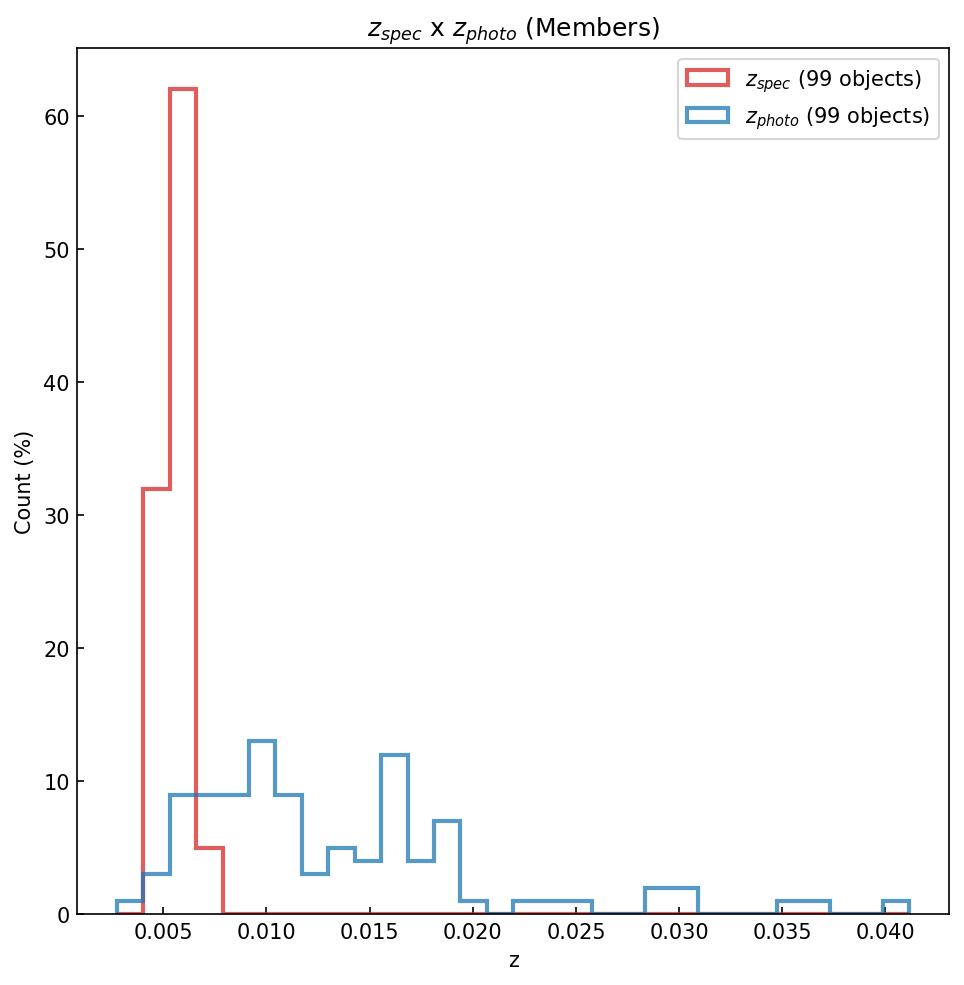 z_spec x z_photo (Members)
z_spec (99 objects)
z_photo (99 objects)
Count (%)
60
50
40
30
20
10
0
0.005 0.010 0.015 0.020 0.025 0.030 0.035 0.040
z